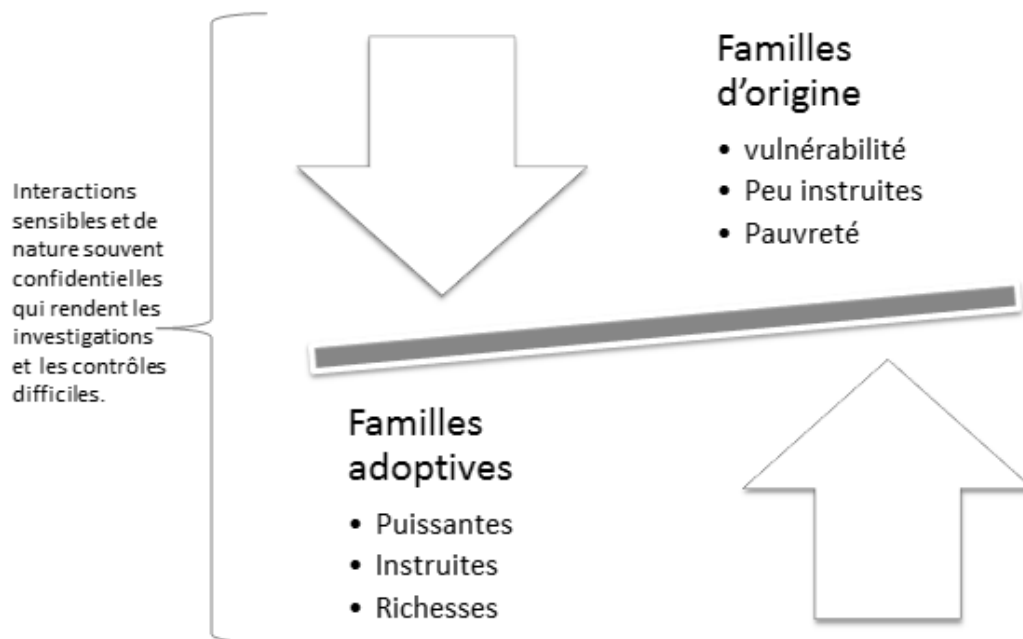 Interactions
sensibles et de
nature souvent
confidentielles
qui rendent les
investigations
et les contrôles
difficiles.
Familles
d'origine
• vulnérabilité
• Peu instruites
• Pauvreté
Familles
adoptives
• Puissantes
• Instruites
• Richesses